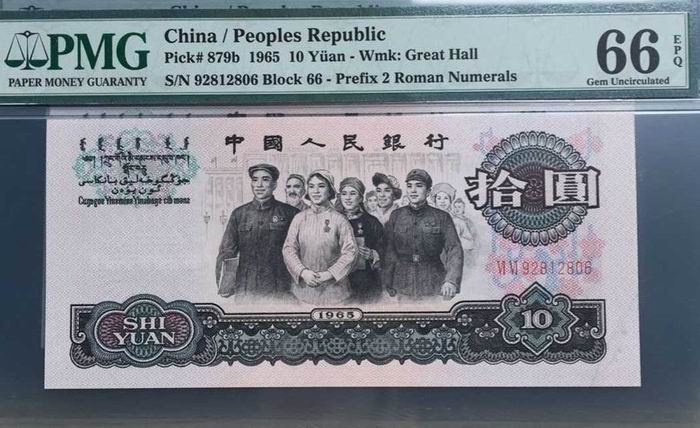 PMG
PAPER MONEY GUARANTY
China / Peoples Republic
Pick# 879b 1965 10 Yüan - Wmk: Great Hall
S/N 92812806 Block 66 - Prefix 2 Roman Numerals
66 EPQ
Gem Uncirculated
中國人民銀行
拾圓
VI VI 92812806
1965
SHI
YUAN
10